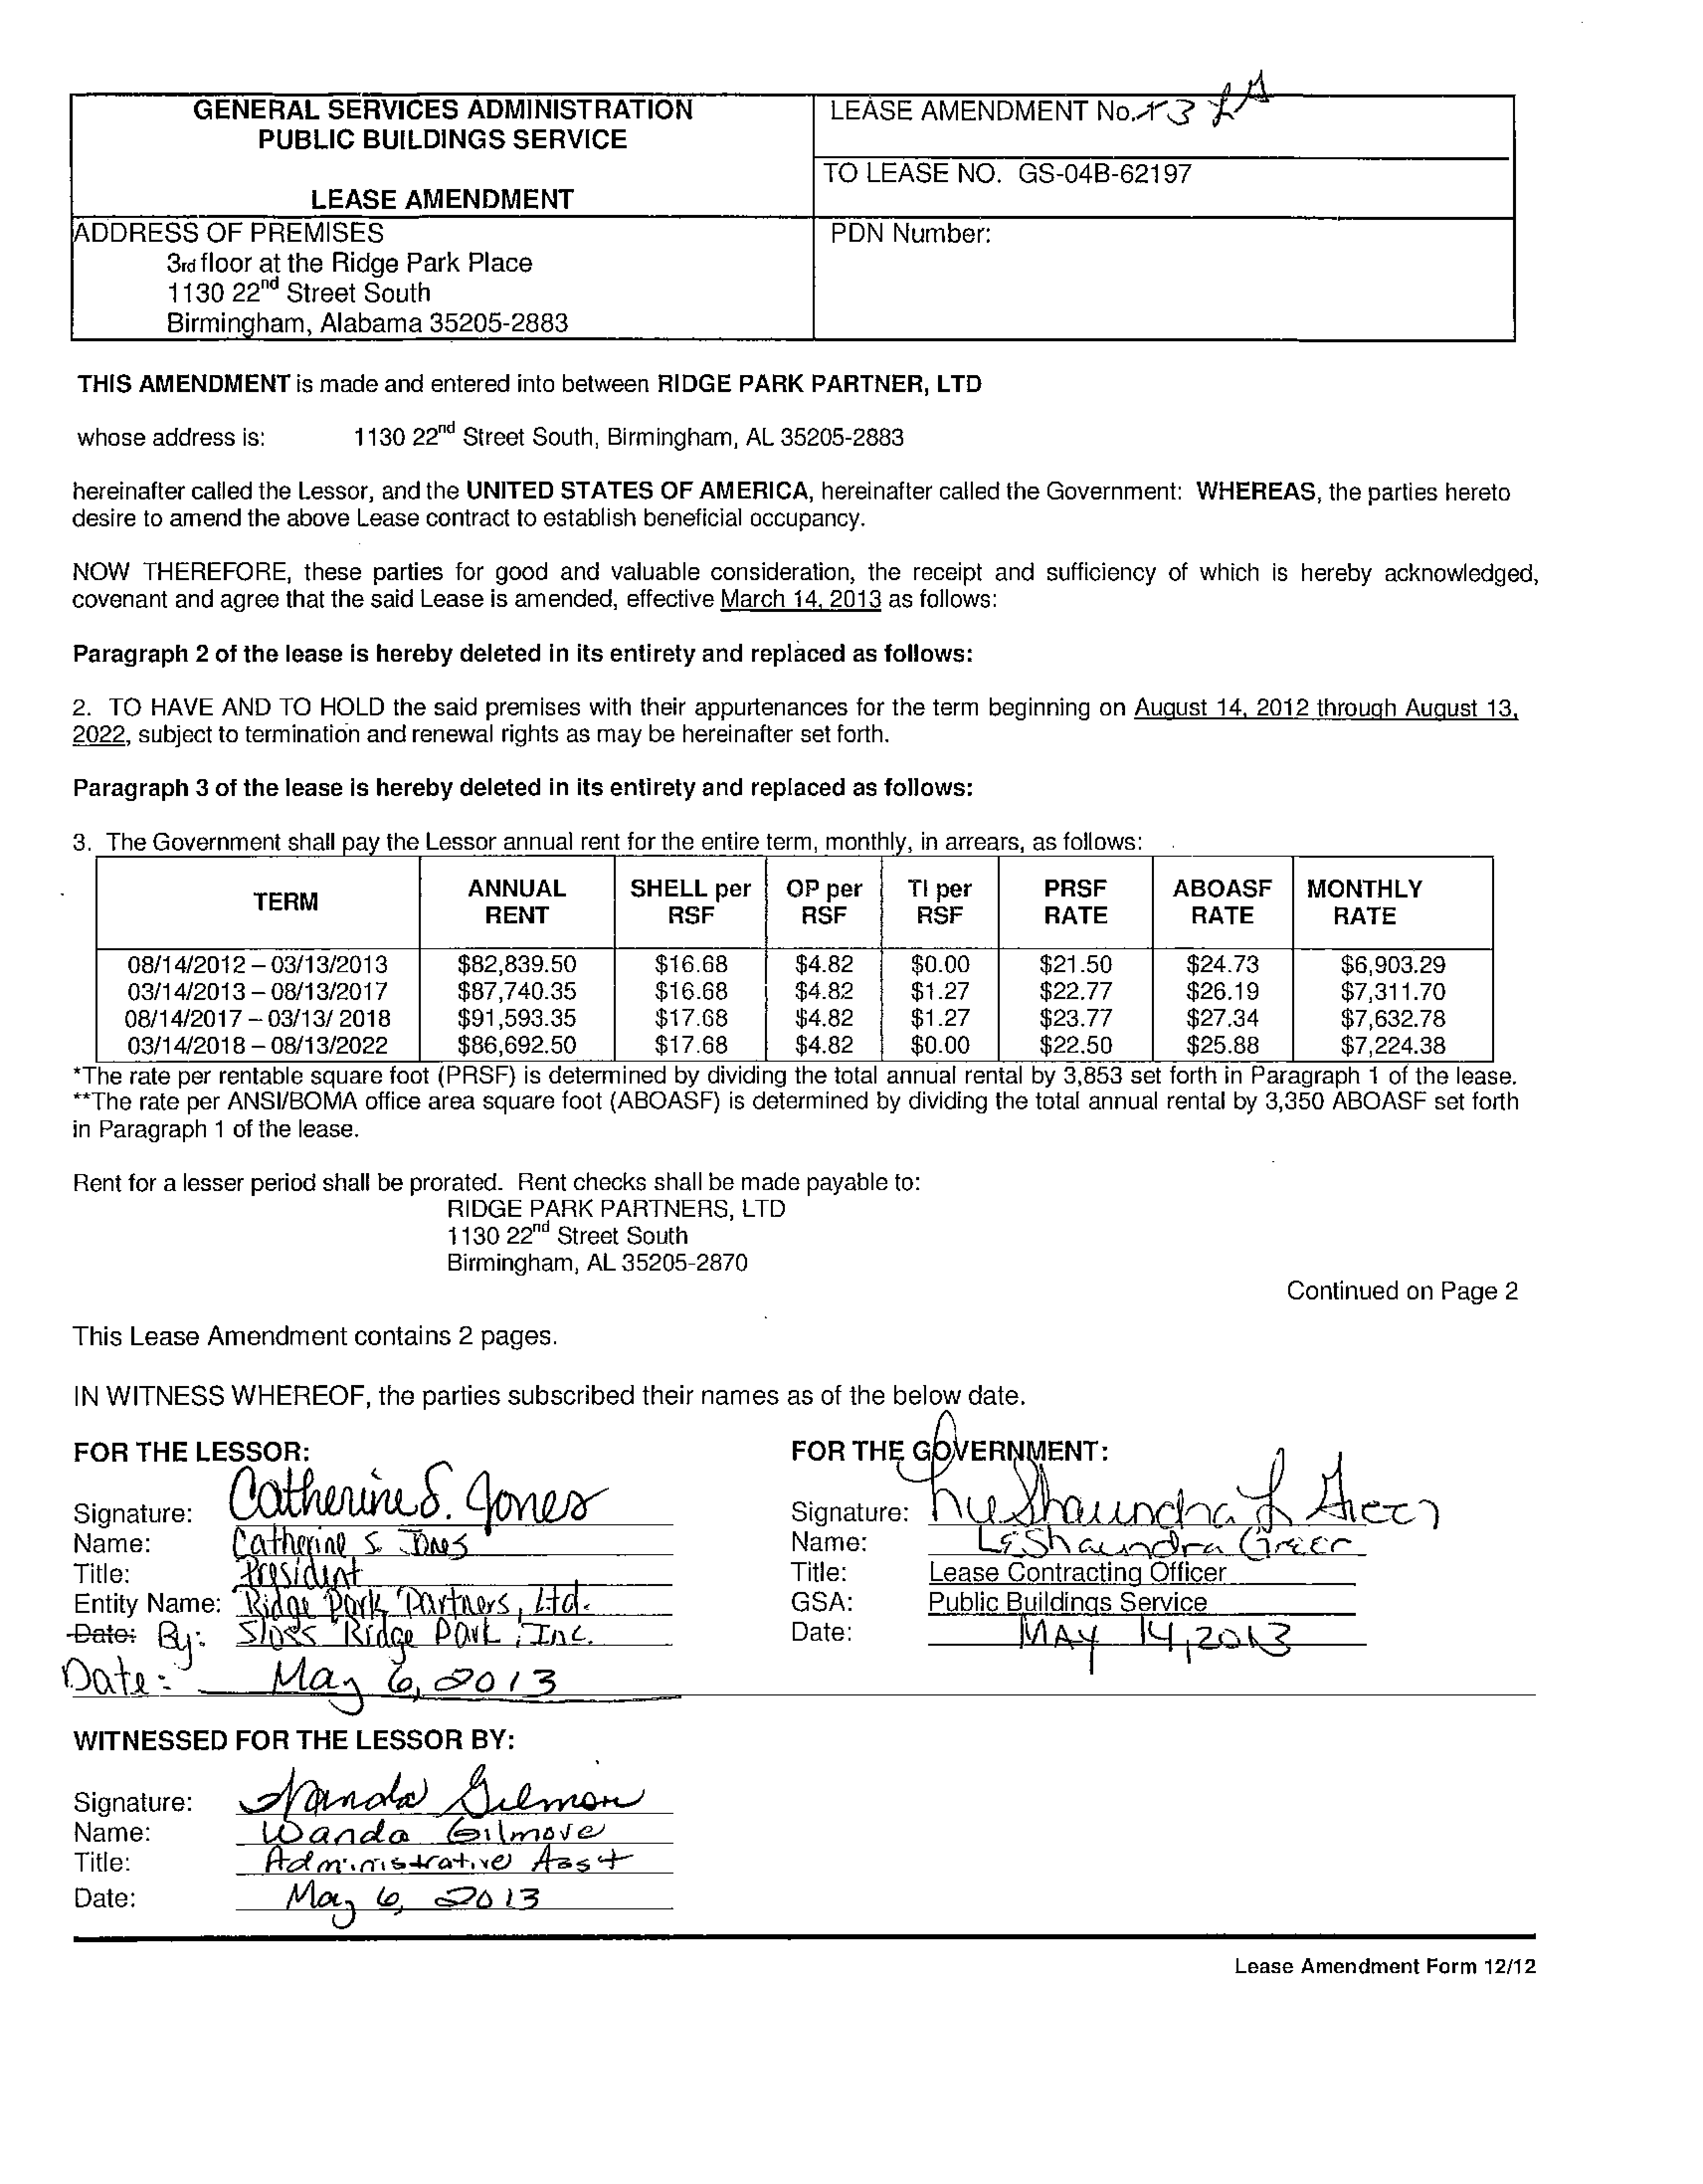 GENERAL SERVICES ADMINISTRATION
PUBLIC BUILDINGS SERVICE
LEASE AMENDMENT
LEASE AMENDMENT No. 3
TO LEASE NO. GS-04B-62197
ADDRESS OF PREMISES
3rd floor at the Ridge Park Place
1130 22nd Street South
Birmingham, Alabama 35205-2883
PDN Number:
THIS AMENDMENT is made and entered into between RIDGE PARK PARTNER, LTD
whose address is: 1130 22nd Street South, Birmingham, AL 35205-2883
hereinafter called the Lessor, and the UNITED STATES OF AMERICA, hereinafter called the Government: WHEREAS, the parties hereto
desire to amend the above Lease contract to establish beneficial occupancy.
NOW THEREFORE, these parties for good and valuable consideration, the receipt and sufficiency of which is hereby acknowledged,
covenant and agree that the said Lease is amended, effective March 14, 2013 as follows:
Paragraph 2 of the lease is hereby deleted in its entirety and replaced as follows:
2. TO HAVE AND TO HOLD the said premises with their appurtenances for the term beginning on August 14, 2012 through August 13,
2022, subject to termination and renewal rights as may be hereinafter set forth.
Paragraph 3 of the lease is hereby deleted in its entirety and replaced as follows:
3. The Government shall pay the Lessor annual rent for the entire term, monthly, in arrears, as follows:
TERM ANNUAL RENT SHELL per RSF OP per RSF TI per RSF PRSF RATE ABOASF RATE MONTHLY RATE
08/14/2012 – 03/13/2013 $82,839.50 $16.68 $4.82 $0.00 $21.50 $24.73 $6,903.29
03/14/2013 – 08/13/2017 $87,740.35 $16.68 $4.82 $1.27 $22.77 $26.19 $7,311.70
08/14/2017 – 03/13/ 2018 $91,593.35 $17.68 $4.82 $1.27 $23.77 $27.34 $7,632.78
03/14/2018 – 08/13/2022 $86,692.50 $17.68 $4.82 $0.00 $22.50 $25.88 $7,224.38
*The rate per rentable square foot (PRSF) is determined by dividing the total annual rental by 3,853 set forth in Paragraph 1 of the lease.
**The rate per ANSI/BOMA office area square foot (ABOASF) is determined by dividing the total annual rental by 3,350 ABOASF set forth
in Paragraph 1 of the lease.
Rent for a lesser period shall be prorated. Rent checks shall be made payable to:
RIDGE PARK PARTNERS, LTD
1130 22nd Street South
Birmingham, AL 35205-2870
Continued on Page 2
This Lease Amendment contains 2 pages.
IN WITNESS WHEREOF, the parties subscribed their names as of the below date.
FOR THE LESSOR:
Signature: Catherine S. Jones
Name: Catherine S. Jones
Title: President
Entity Name: Ridge Park Partners, Ltd.
Date: By: Sloss Ridge Park, Inc.
Date: May 6, 2013
FOR THE GOVERNMENT:
Signature: LeShaundra L Greer
Name: LeShaundra Greer
Title: Lease Contracting Officer
GSA: Public Buildings Service
Date: MAY 14, 2013
WITNESSED FOR THE LESSOR BY:
Signature: Wanda Gilmore
Name: Wanda Gilmore
Title: Administrative Asst
Date: May 6, 2013
Lease Amendment Form 12/12